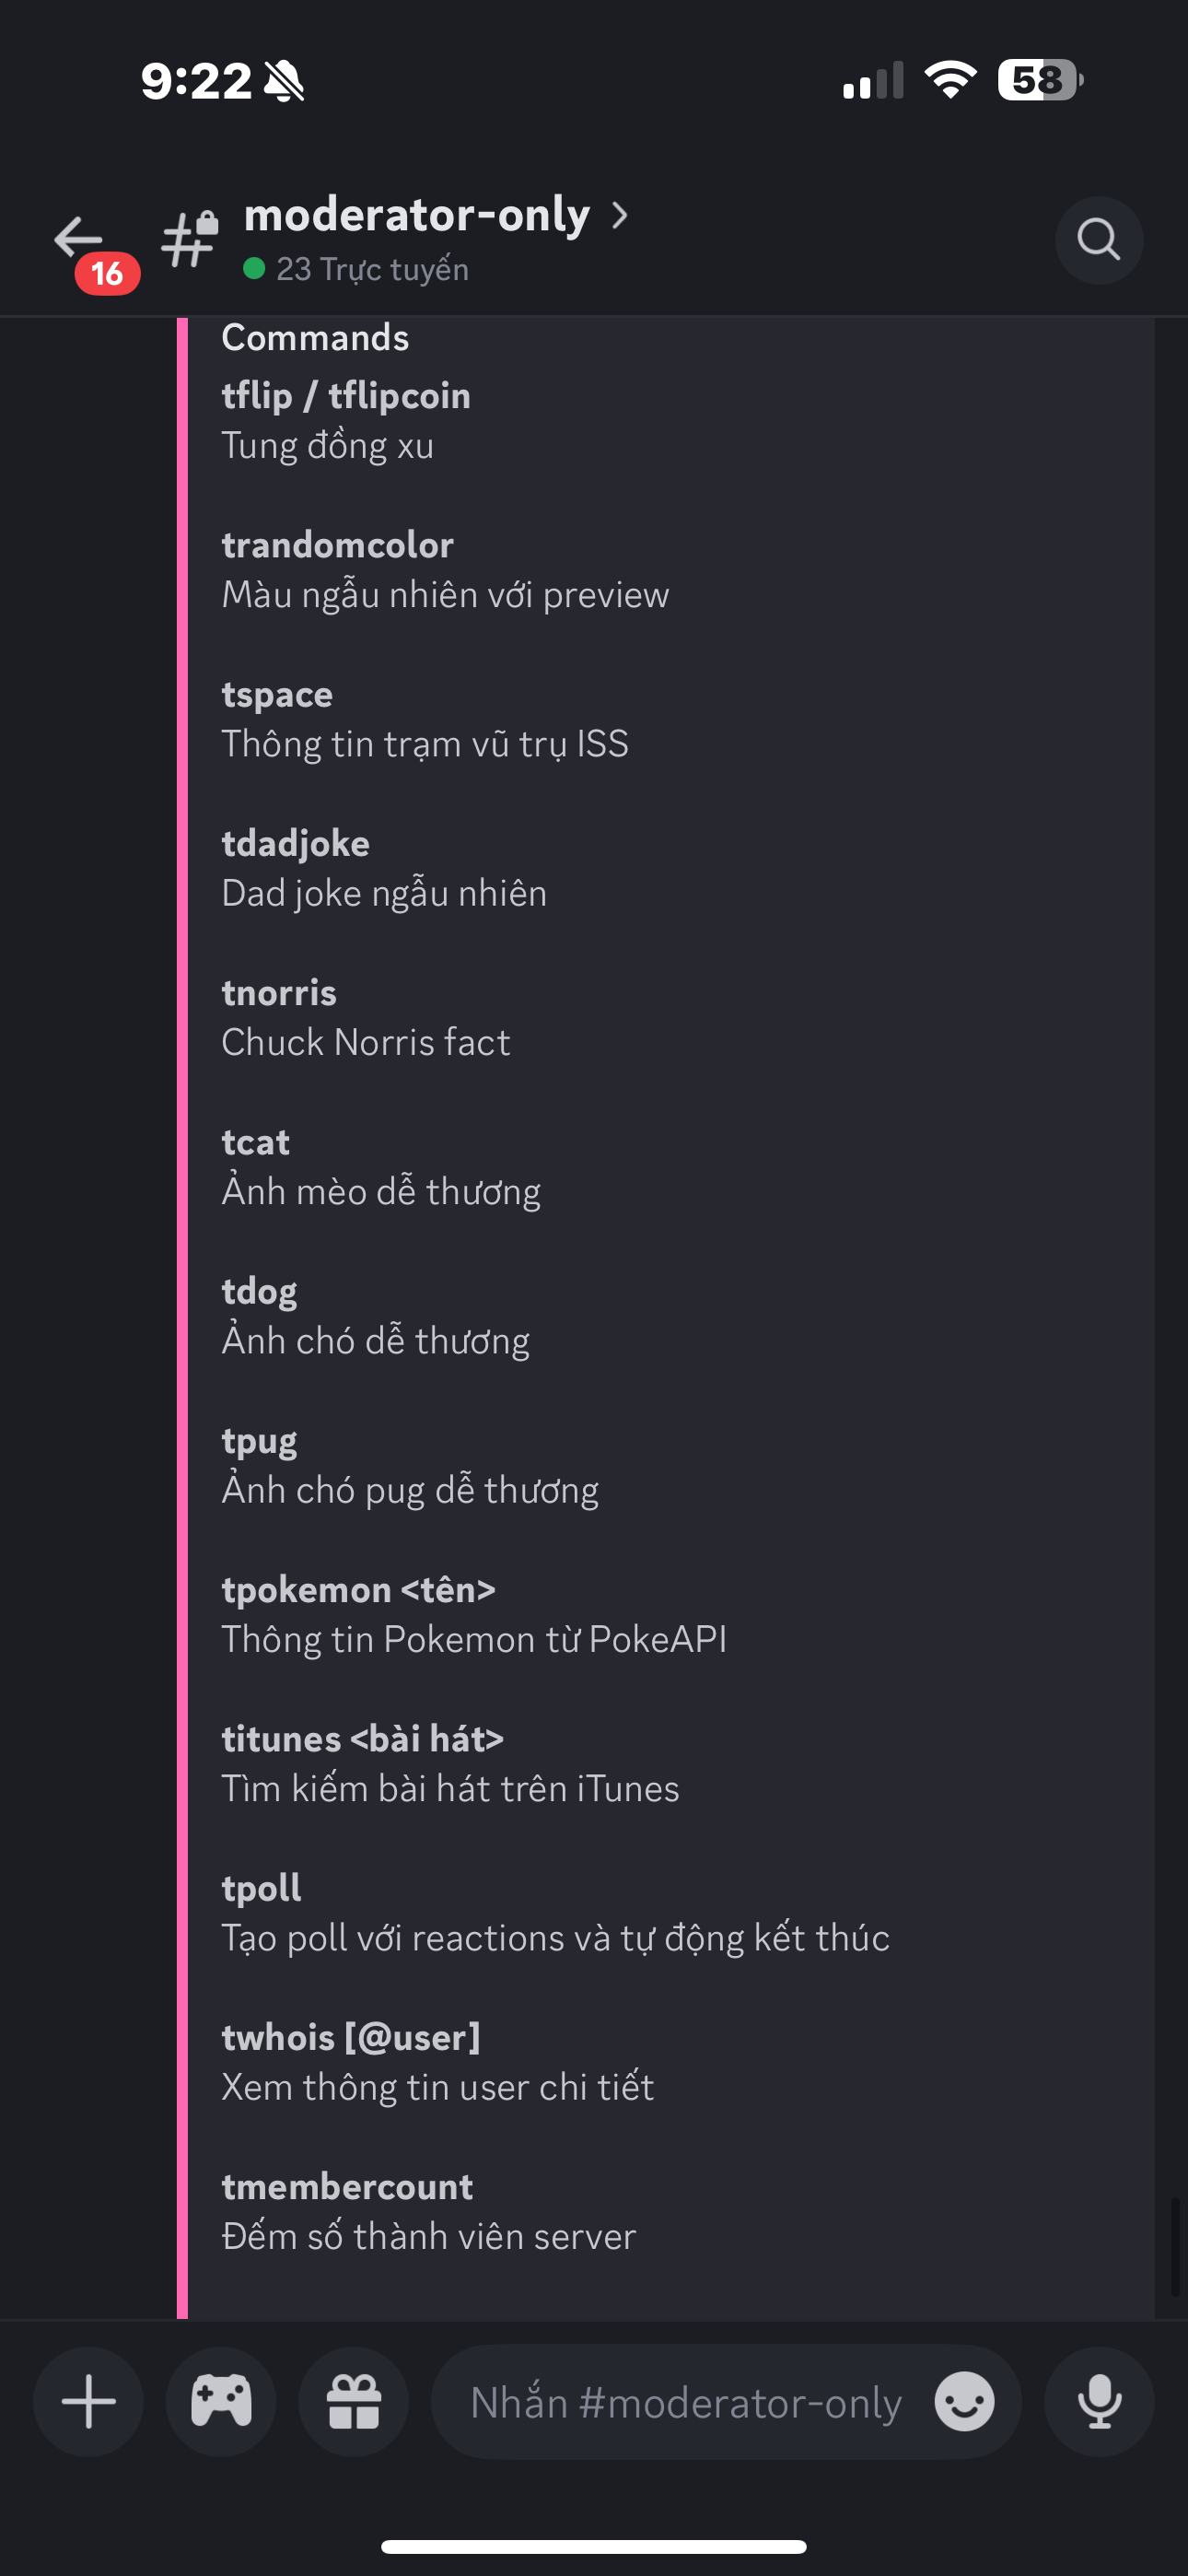 9:22
58
moderator-only
16
23 Trực tuyến
Commands
tflip / tflipcoin
Tung đồng xu
trandomcolor
Màu ngẫu nhiên với preview
tspace
Thông tin trạm vũ trụ ISS
tdadjoke
Dad joke ngẫu nhiên
tnorris
Chuck Norris fact
tcat
Ảnh mèo dễ thương
tdog
Ảnh chó dễ thương
tpug
Ảnh chó pug dễ thương
tpokemon <tên>
Thông tin Pokemon từ PokeAPI
titunes <bài hát>
Tìm kiếm bài hát trên iTunes
tpoll
Tạo poll với reactions và tự động kết thúc
twhois [@user]
Xem thông tin user chi tiết
tmembercount
Đếm số thành viên server
Nhắn #moderator-only